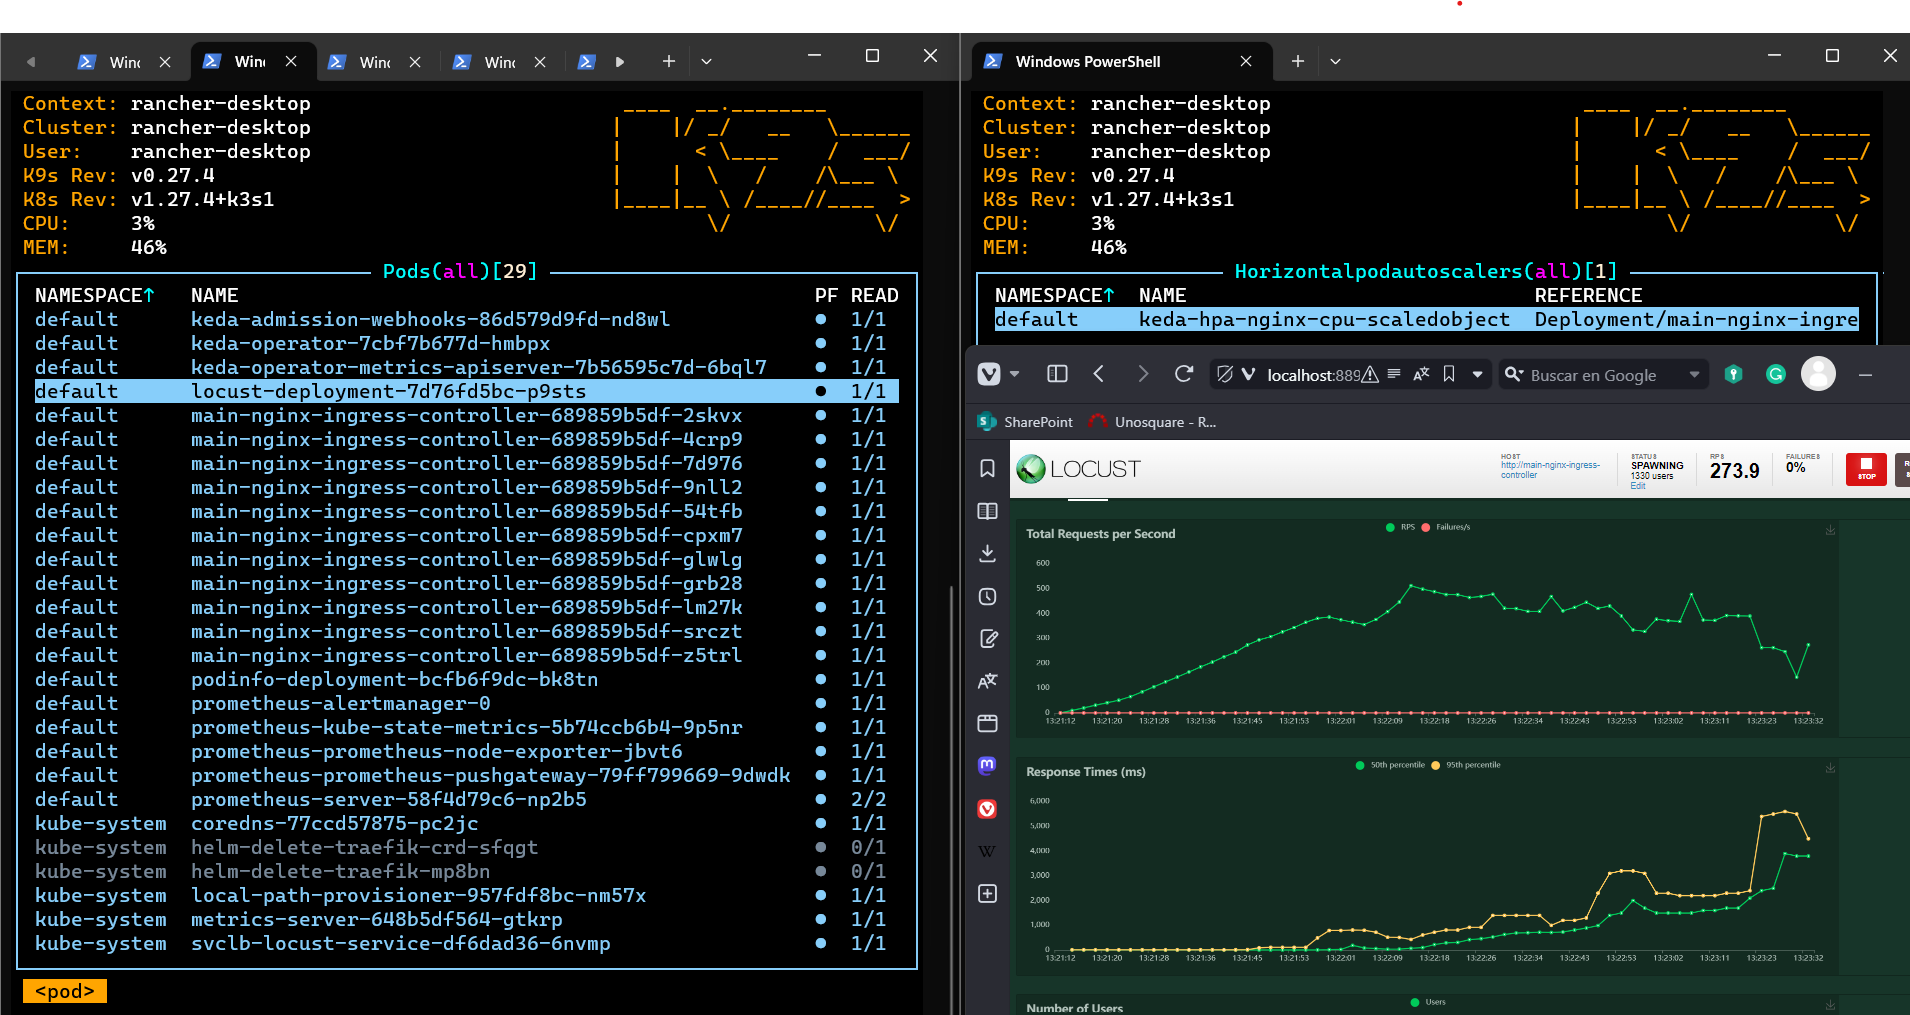 Winc
Winc
Winc
Winc
Context: rancher-desktop
Cluster: rancher-desktop
User: rancher-desktop
K9s Rev: v0.27.4
K8s Rev: v1.27.4+k3s1
CPU: 3%
MEM: 46%
Pods(all)[29]
NAMESPACE↑ NAME PF READ
default keda-admission-webhooks-86d579d9fd-nd8wl ● 1/1
default keda-operator-7cbf7b677d-hmbpx ● 1/1
default keda-operator-metrics-apiserver-7b56595c7d-6bql7 ● 1/1
default locust-deployment-7d76fd5bc-p9sts ● 1/1
default main-nginx-ingress-controller-689859b5df-2skvx ● 1/1
default main-nginx-ingress-controller-689859b5df-4crp9 ● 1/1
default main-nginx-ingress-controller-689859b5df-7d976 ● 1/1
default main-nginx-ingress-controller-689859b5df-9nll2 ● 1/1
default main-nginx-ingress-controller-689859b5df-54tfb ● 1/1
default main-nginx-ingress-controller-689859b5df-cpxm7 ● 1/1
default main-nginx-ingress-controller-689859b5df-glwlg ● 1/1
default main-nginx-ingress-controller-689859b5df-grb28 ● 1/1
default main-nginx-ingress-controller-689859b5df-lm27k ● 1/1
default main-nginx-ingress-controller-689859b5df-srczt ● 1/1
default main-nginx-ingress-controller-689859b5df-z5trl ● 1/1
default podinfo-deployment-bcfb6f9dc-bk8tn ● 1/1
default prometheus-alertmanager-0 ● 1/1
default prometheus-kube-state-metrics-5b74ccb6b4-9p5nr ● 1/1
default prometheus-prometheus-node-exporter-jbvt6 ● 1/1
default prometheus-prometheus-pushgateway-79ff799669-9dwdk ● 1/1
default prometheus-server-58f4d79c6-np2b5 ● 2/2
kube-system coredns-77ccd57875-pc2jc ● 1/1
kube-system helm-delete-traefik-crd-sfqgt ● 0/1
kube-system helm-delete-traefik-mp8bn ● 0/1
kube-system local-path-provisioner-957fdf8bc-nm57x ● 1/1
kube-system metrics-server-648b5df564-gtkrp ● 1/1
kube-system svclb-locust-service-df6dad36-6nvmp ● 1/1
<pod>
Windows PowerShell
Context: rancher-desktop
Cluster: rancher-desktop
User: rancher-desktop
K9s Rev: v0.27.4
K8s Rev: v1.27.4+k3s1
CPU: 3%
MEM: 46%
Horizontalpodautoscalers(all)[1]
NAMESPACE↑ NAME REFERENCE
default keda-hpa-nginx-cpu-scaledobject Deployment/main-nginx-ingre
localhost:889
Buscar en Google
SharePoint
Unosquare - R...
LOCUST
HOST
http://main-nginx-ingress-
controller
STATUS
SPAWNING
1330 users
Edit
RPS
273.9
FAILURES
0%
STOP
Total Requests per Second
RPS Failures/s
600
500
400
300
200
100
0
13:21:12 13:21:20 13:21:28 13:21:36 13:21:45 13:21:53 13:22:01 13:22:09 13:22:18 13:22:26 13:22:34 13:22:43 13:22:53 13:23:02 13:23:11 13:23:23 13:23:32
Response Times (ms)
50th percentile 95th percentile
6,000
5,000
4,000
3,000
2,000
1,000
0
13:21:12 13:21:20 13:21:28 13:21:36 13:21:45 13:21:53 13:22:01 13:22:09 13:22:18 13:22:26 13:22:34 13:22:43 13:22:53 13:23:02 13:23:11 13:23:23 13:23:32
Number of Users
Users